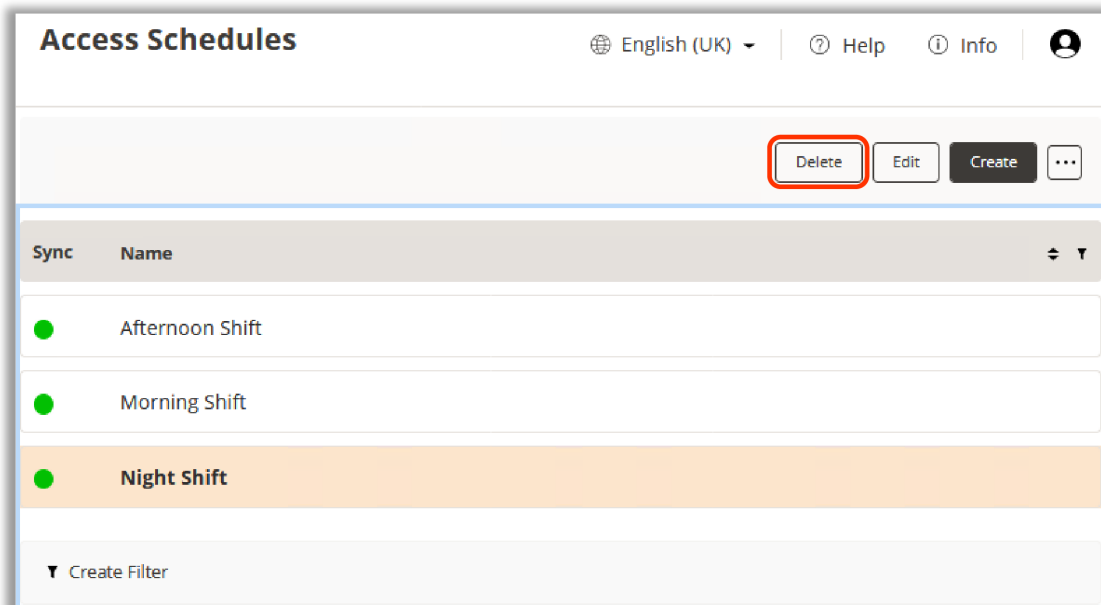 Access Schedules
English (UK)
Help
Info
Delete
Edit
Create
Sync
Name
Afternoon Shift
Morning Shift
Night Shift
Create Filter